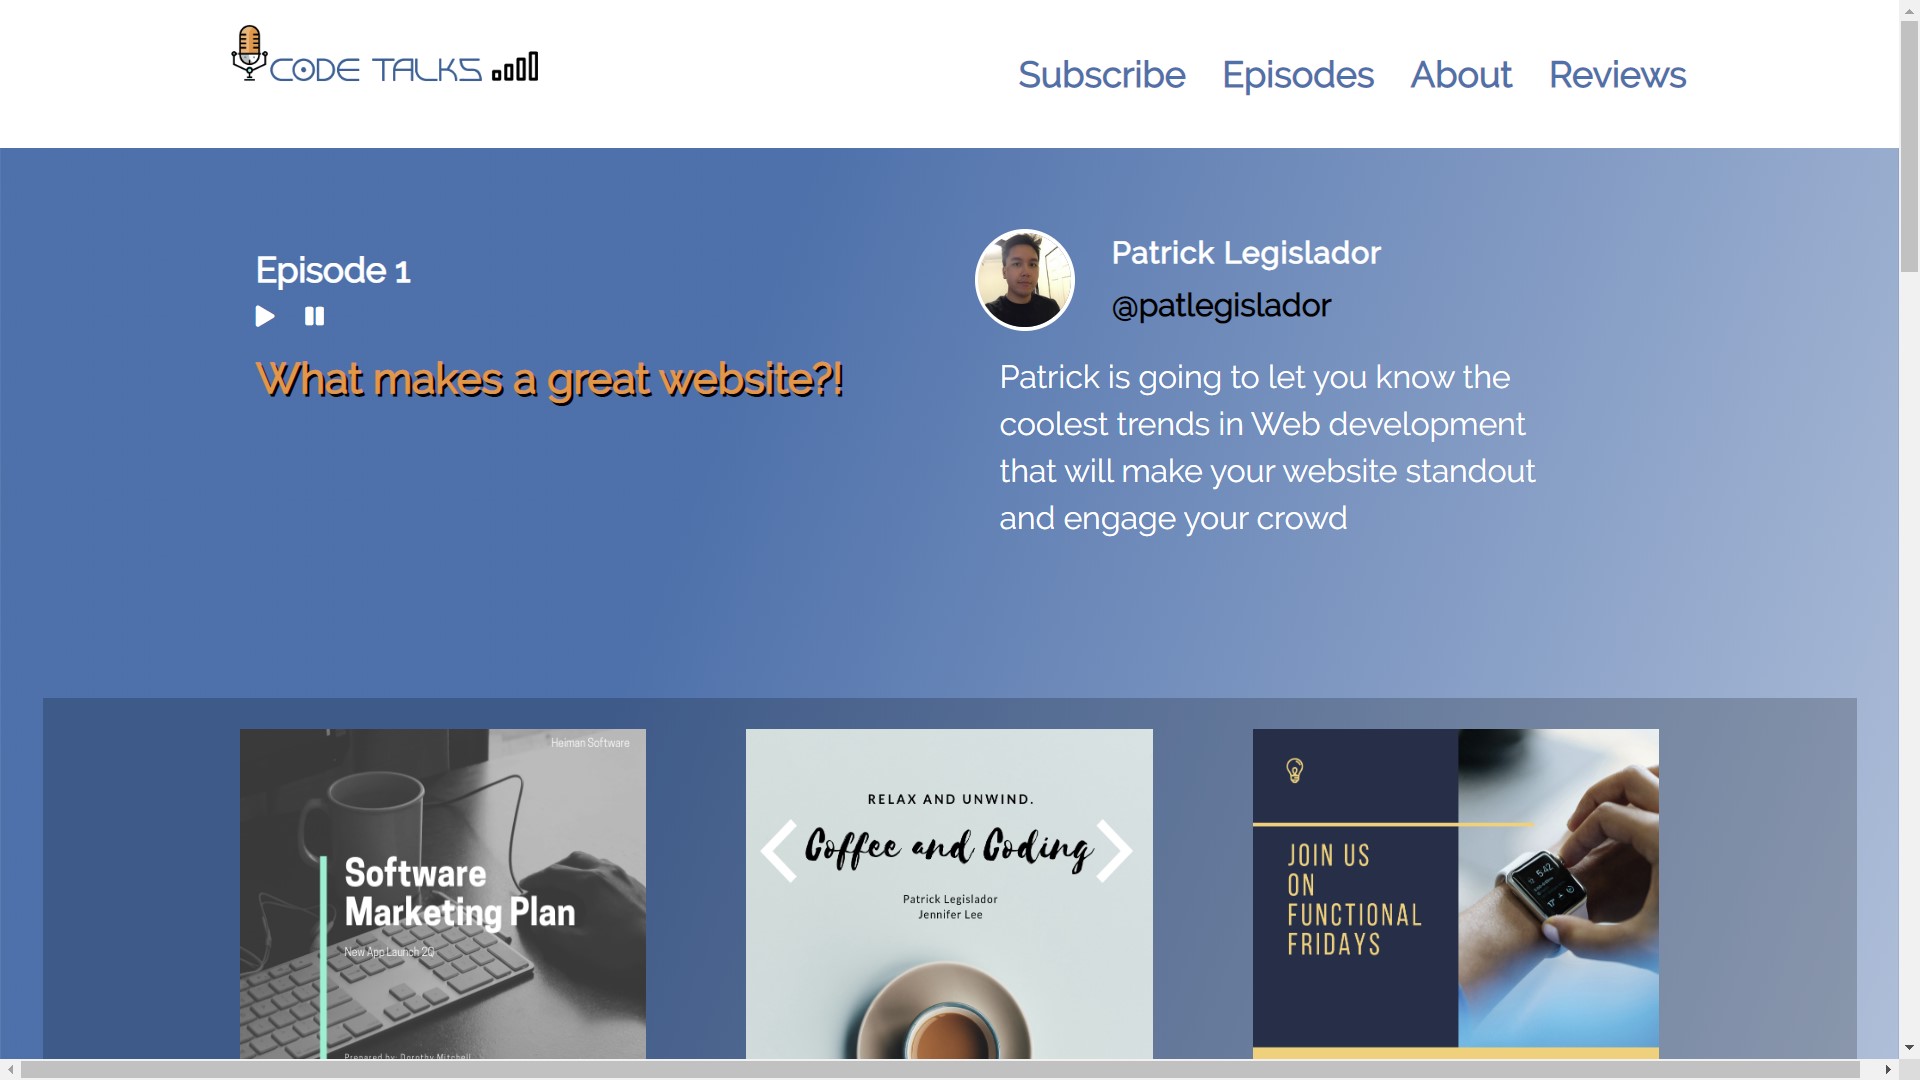 CODE TALKS
Subscribe Episodes About Reviews
Episode 1
What makes a great website?!
Patrick Legislador
@patlegislador
Patrick is going to let you know the
coolest trends in Web development
that will make your website standout
and engage your crowd
Heiman Software
Software
Marketing Plan
New App Launch 2Q
Prepared by: Dorothy Mitchell
RELAX AND UNWIND.
Coffee and Coding
Patrick Legislador
Jennifer Lee
JOIN US
ON
FUNCTIONAL
FRIDAYS
5:42